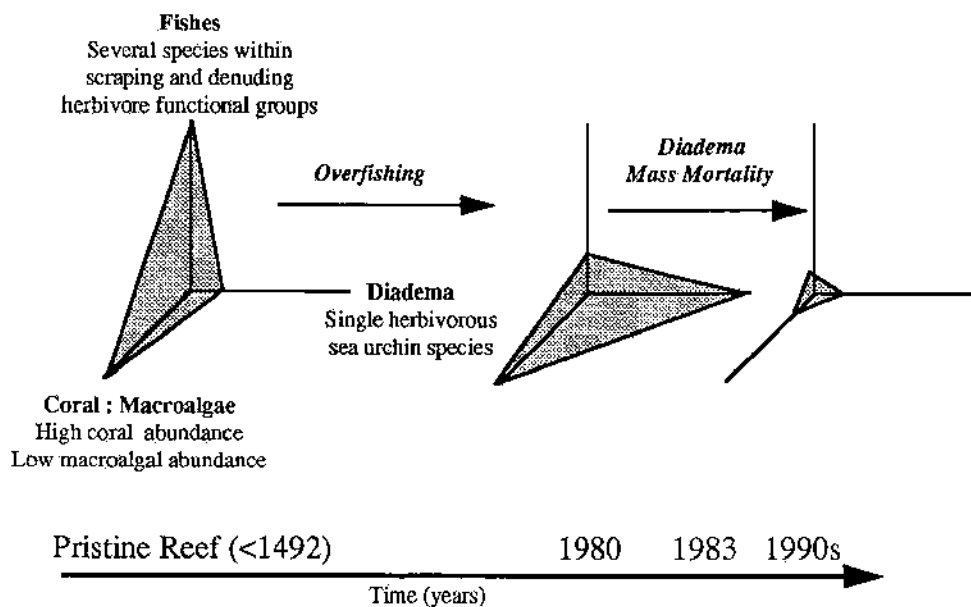 Fishes
Several species within
scraping and denuding
herbivore functional groups
Overfishing
Diadema
Mass Mortality
Diadema
Single herbivorous
sea urchin species
Coral : Macroalgae
High coral abundance
Low macroalgal abundance
Pristine Reef (<1492)
1980
1983
1990s
Time (years)